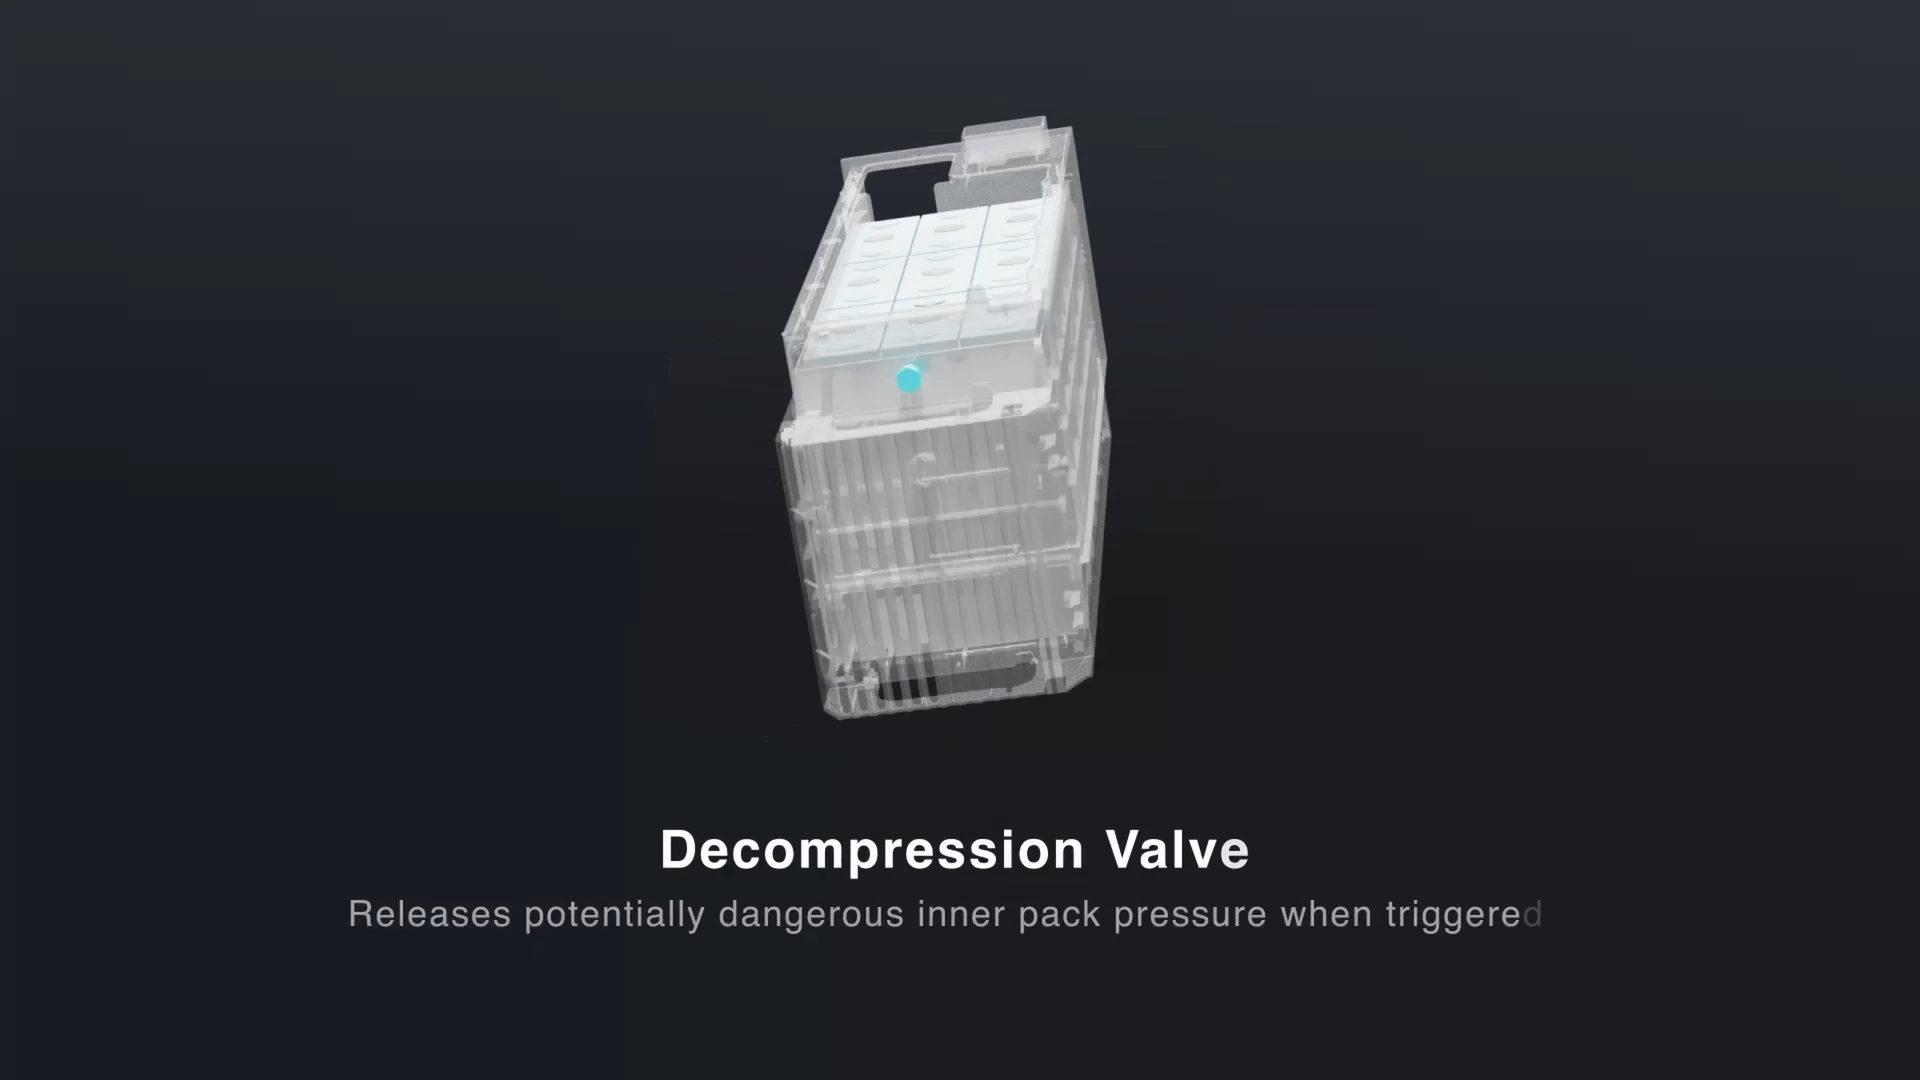 Decompression Valve
Releases potentially dangerous inner pack pressure when triggered